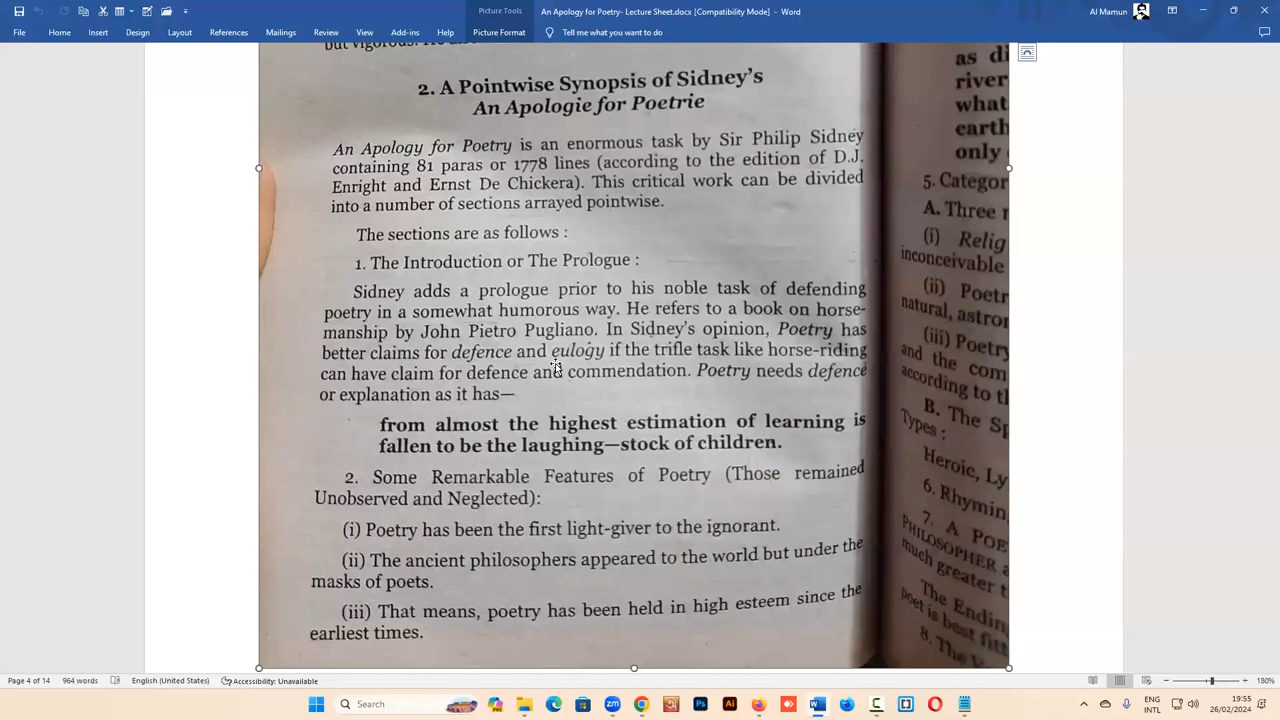 Picture Tools
An Apology for Poetry- Lecture Sheet.docx [Compatibility Mode] - Word
Al Mamun
File Home Insert Design Layout References Mailings Review View Add-ins Help Picture Format Tell me what you want to do
but vigorous.
2. A Pointwise Synopsis of Sidney's
An Apologie for Poetrie
An Apology for Poetry is an enormous task by Sir Philip Sidney
containing 81 paras or 1778 lines (according to the edition of D.J.
Enright and Ernst De Chickera). This critical work can be divided
into a number of sections arrayed pointwise.
The sections are as follows :
1. The Introduction or The Prologue :
Sidney adds a prologue prior to his noble task of defending
poetry in a somewhat humorous way. He refers to a book on horse-
manship by John Pietro Pugliano. In Sidney's opinion, Poetry has
better claims for defence and eulogy if the trifle task like horse-riding
can have claim for defence and commendation. Poetry needs defence
or explanation as it has—
from almost the highest estimation of learning is
fallen to be the laughing—stock of children.
2. Some Remarkable Features of Poetry (Those remained
Unobserved and Neglected):
(i) Poetry has been the first light-giver to the ignorant.
(ii) The ancient philosophers appeared to the world but under the
masks of poets.
(iii) That means, poetry has been held in high esteem since the
earliest times.
as di
river
what
earth
only
5. Categor
A. Three r
(i) Relig
inconceivable
(ii) Poetr
natural, astron
(iii) Poetry
and the com
according to th
B. The Sp
Types :
Heroic, Ly
6. Rhymin
7. A POE
PHILOSOPHER a
much greater t
The Ending
poet is best fitt
8. The
Page 4 of 14 964 words English (United States) Accessibility: Unavailable 180%
Search
ENG
INTL
19:55
26/02/2024